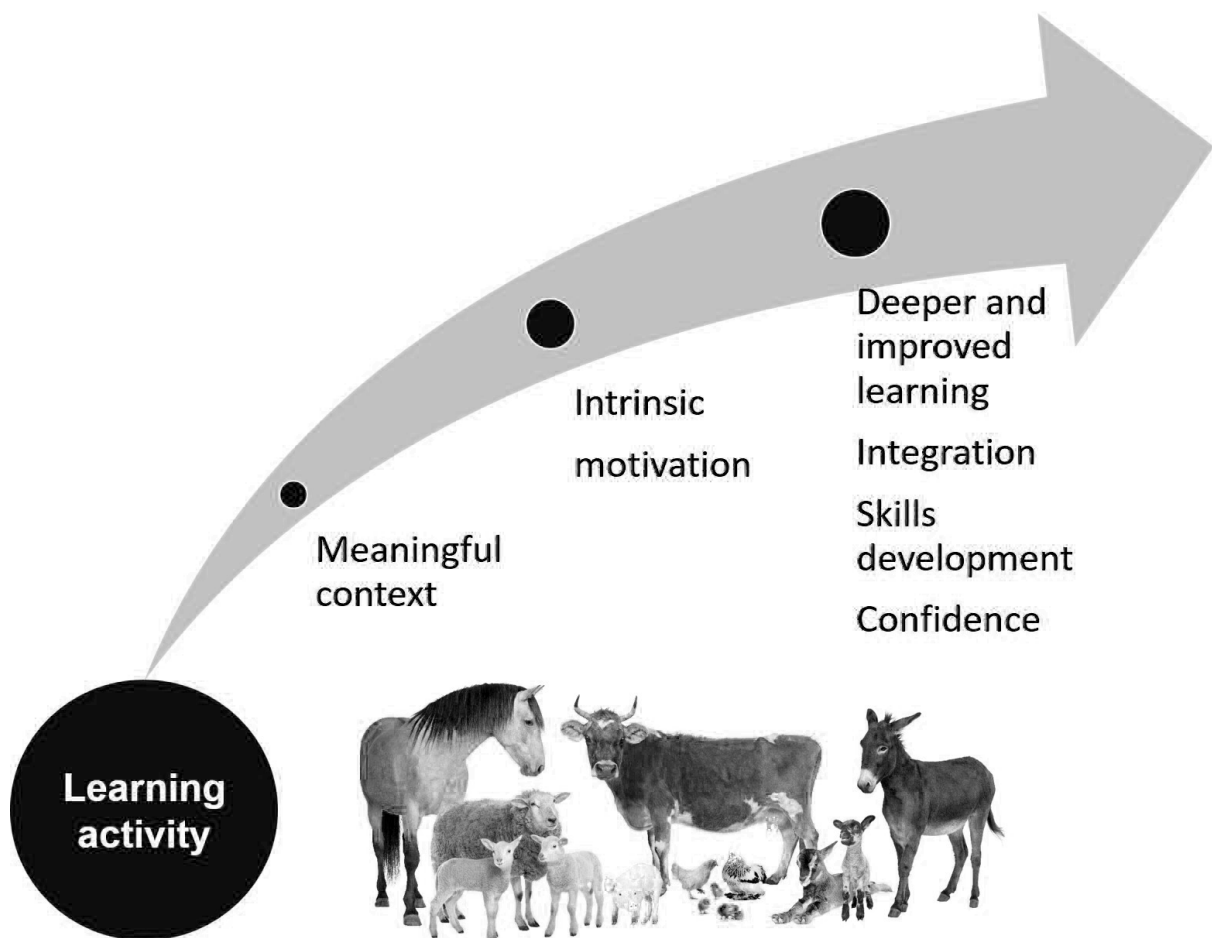 Deeper and
improved
learning
Integration
Skills
development
Confidence
Intrinsic
motivation
Meaningful
context
Learning
activity